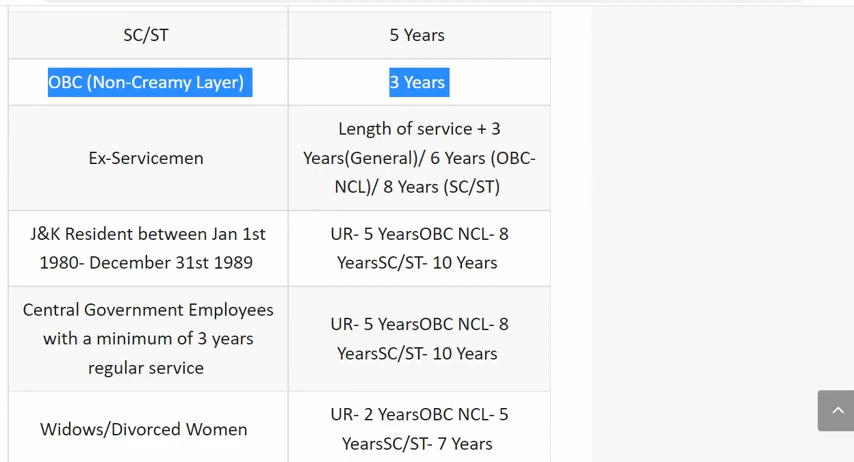 SC/ST
5 Years
OBC (Non-Creamy Layer)
3 Years
Ex-Servicemen
Length of service + 3
Years(General)/ 6 Years (OBC-
NCL)/ 8 Years (SC/ST)
J&K Resident between Jan 1st
1980- December 31st 1989
UR- 5 YearsOBC NCL- 8
YearsSC/ST- 10 Years
Central Government Employees
with a minimum of 3 years
regular service
UR- 5 YearsOBC NCL- 8
YearsSC/ST- 10 Years
Widows/Divorced Women
UR- 2 YearsOBC NCL- 5
YearsSC/ST- 7 Years